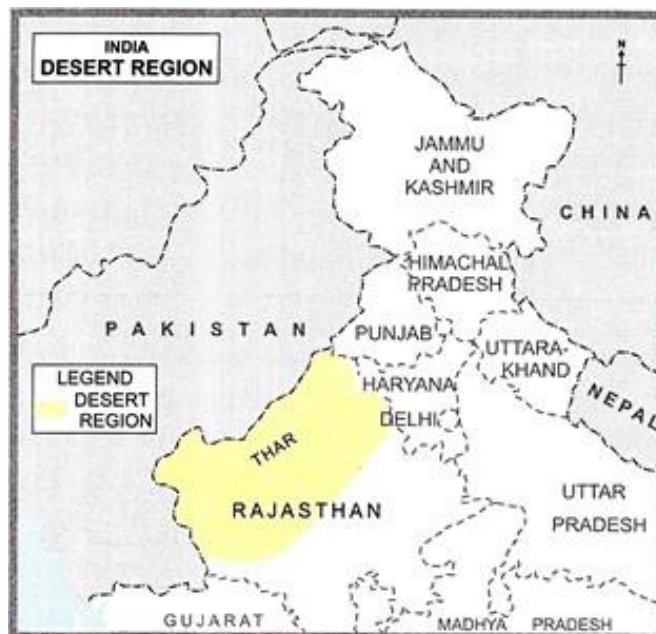 INDIA
DESERT REGION
N
JAMMU
AND
KASHMIR
CHINA
HIMACHAL
PRADESH
PAKISTAN
PUNJAB
UTTARA-
KHAND
LEGEND
DESERT
REGION
HARYANA
NEPAL
DELHI
THAR
RAJASTHAN
UTTAR
PRADESH
GUJARAT
MADHYA PRADESH